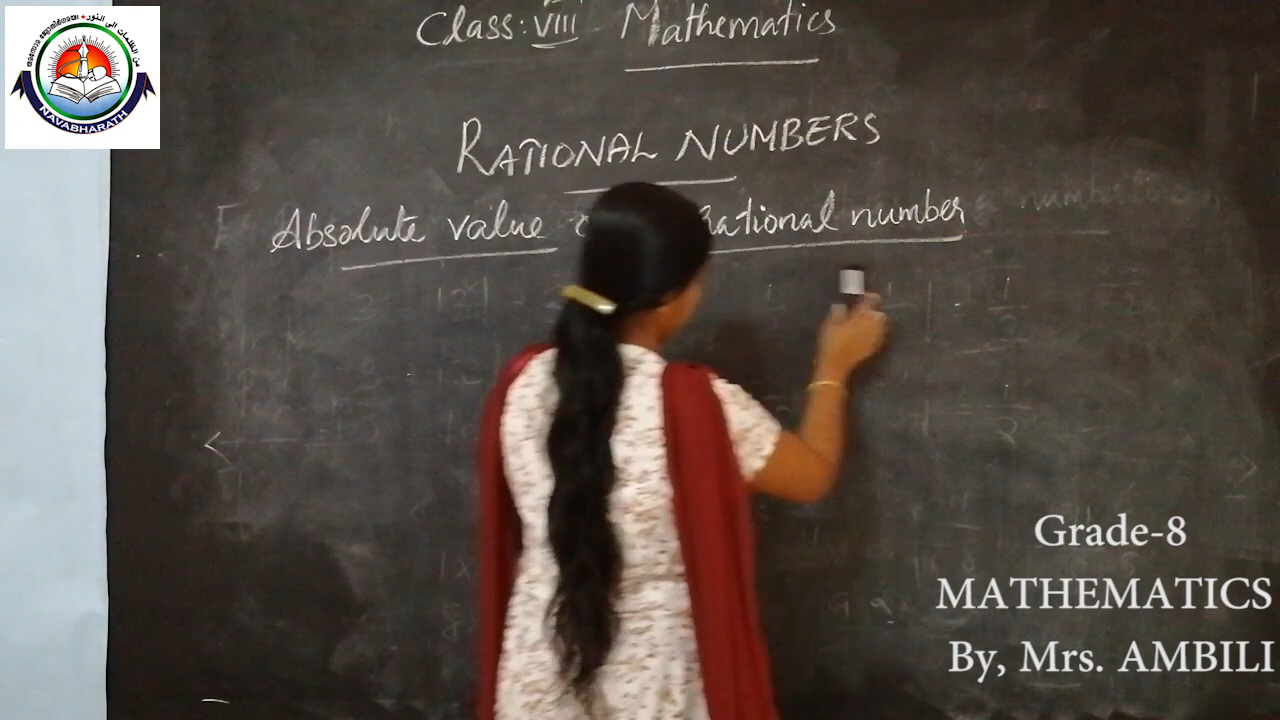 Class: VIII Mathematics
RATIONAL NUMBERS
Absolute value Rational number
Grade-8
MATHEMATICS
By, Mrs. AMBILI
NAVABHARATH